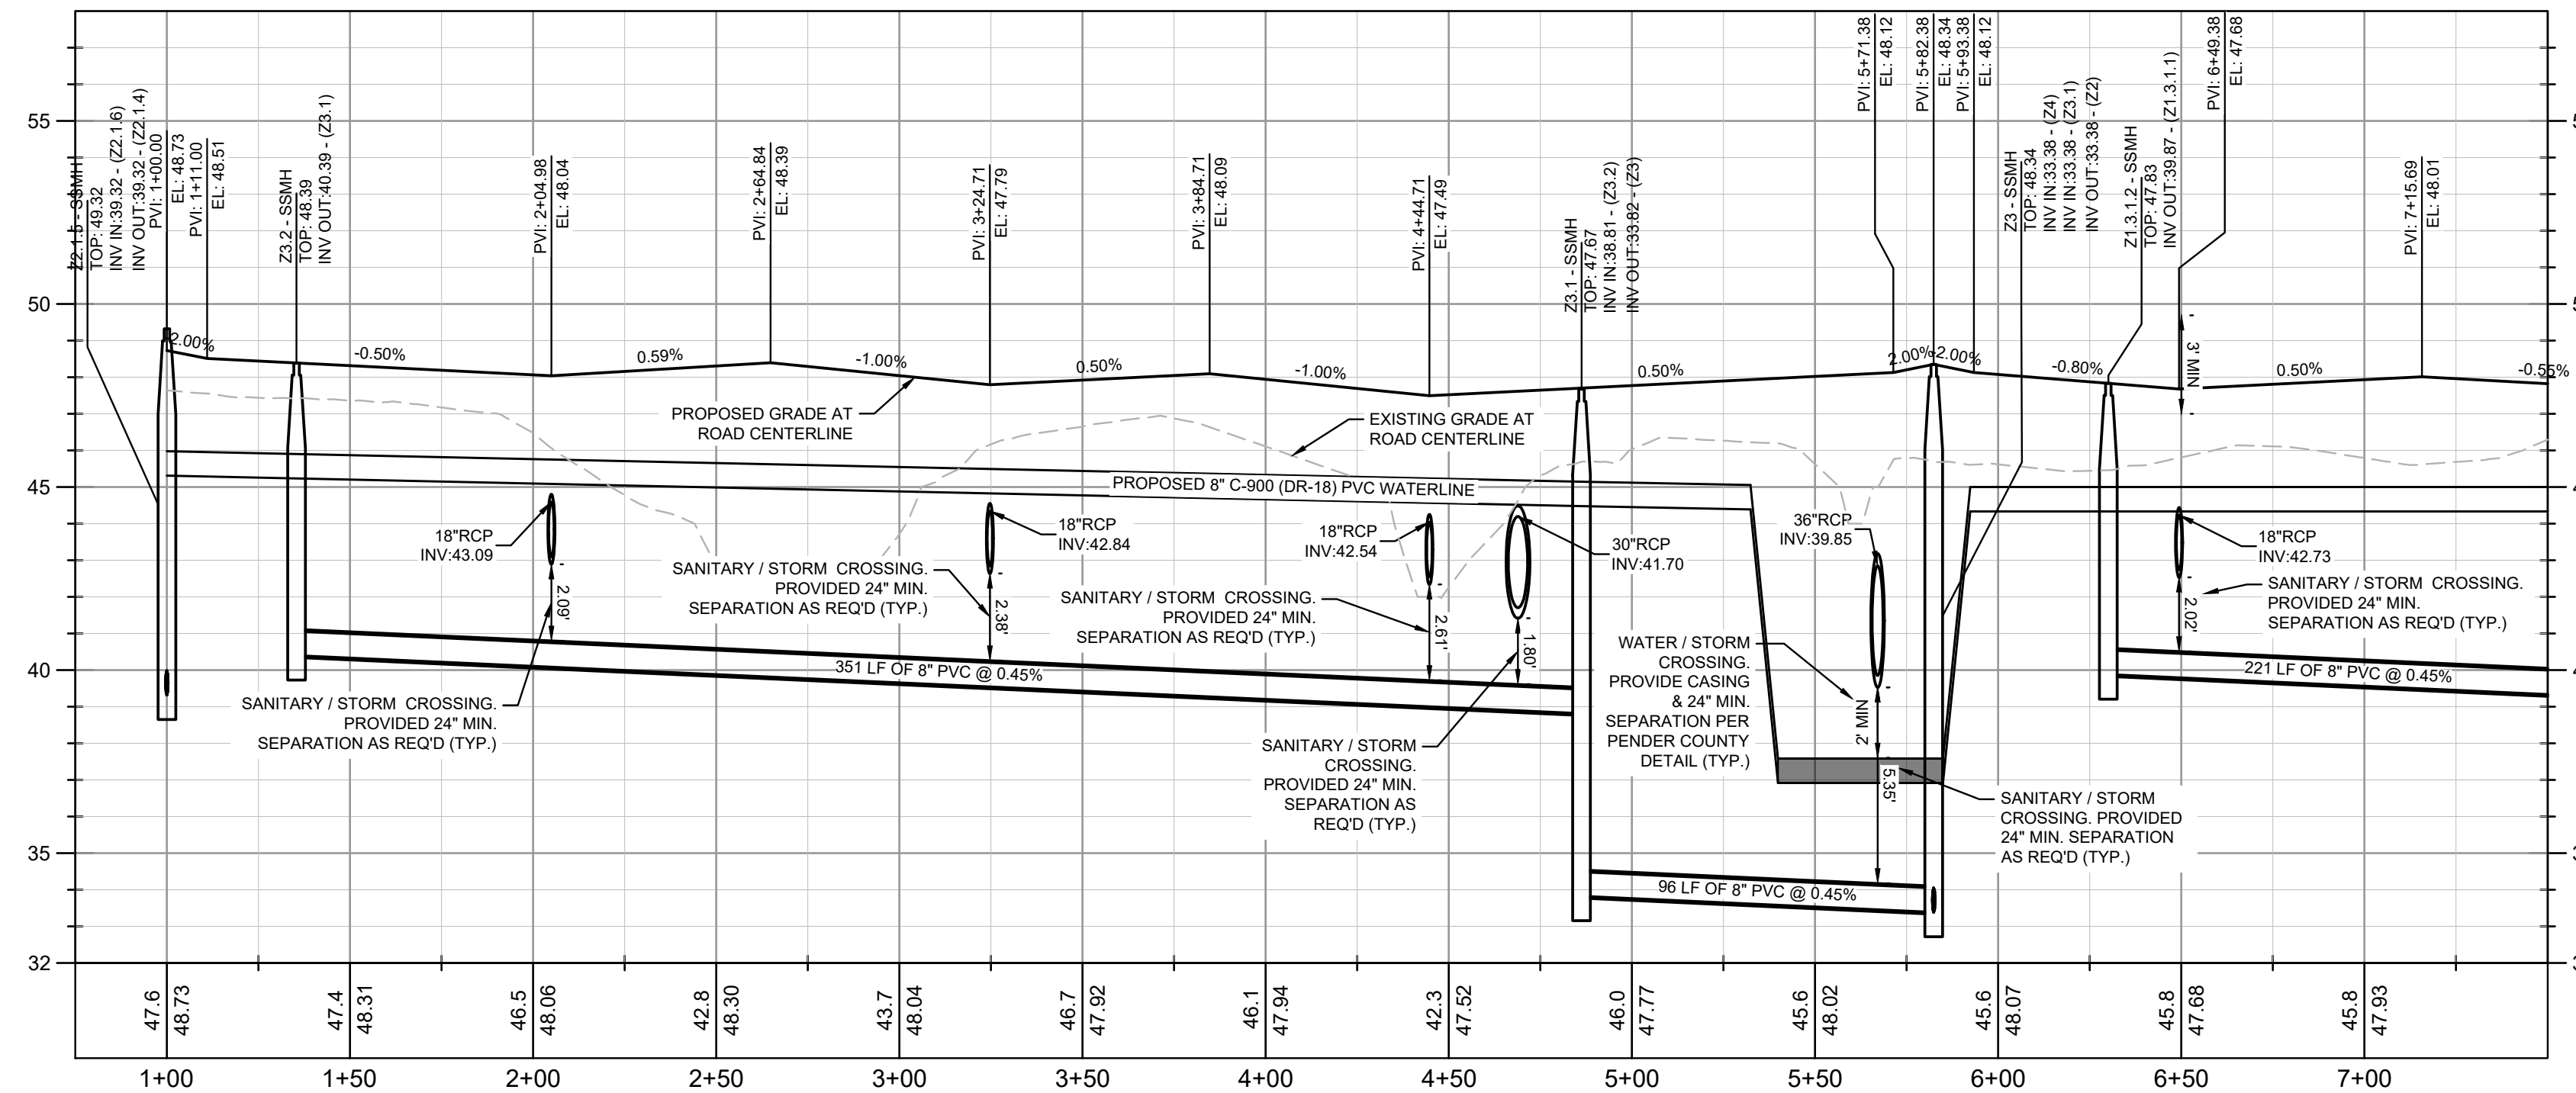 Z2.1.5 - SSMH
TOP: 49.32
INV IN:39.32 - (Z2.1.6)
INV OUT:39.32 - (Z2.1.4)
PVI: 1+00.00
EL: 48.73
PVI: 1+11.00
EL: 48.51
Z3.2 - SSMH
TOP: 48.39
INV OUT:40.39 - (Z3.1)
PVI: 2+04.98
EL: 48.04
PVI: 2+64.84
EL: 48.39
PVI: 3+24.71
EL: 47.79
PVI: 3+84.71
EL: 48.09
PVI: 4+44.71
EL: 47.49
Z3.1 - SSMH
TOP: 47.67
INV IN:38.81 - (Z3.2)
INV OUT:33.82 - (Z3)
PVI: 5+71.38
EL: 48.12
PVI: 5+82.38
EL: 48.34
PVI: 5+93.38
EL: 48.12
Z3 - SSMH
TOP: 48.34
INV IN:33.38 - (Z4)
INV IN:33.38 - (Z3.1)
INV OUT:33.38 - (Z2)
Z1.3.1.2 - SSMH
TOP: 47.83
INV OUT:39.87 - (Z1.3.1.1)
PVI: 6+49.38
EL: 47.68
PVI: 7+15.69
EL: 48.01
55
50
45
40
35
32
2.00%
-0.50%
0.59%
-1.00%
0.50%
-1.00%
0.50%
2.00%
-2.00%
-0.80%
0.50%
-0.55%
3' MIN
PROPOSED GRADE AT
ROAD CENTERLINE
EXISTING GRADE AT
ROAD CENTERLINE
PROPOSED 8" C-900 (DR-18) PVC WATERLINE
18"RCP
INV:43.09
2.09'
18"RCP
INV:42.84
2.38'
18"RCP
INV:42.54
2.61'
30"RCP
INV:41.70
1.80'
36"RCP
INV:39.85
2' MIN
5.35'
18"RCP
INV:42.73
2.02'
SANITARY / STORM CROSSING.
PROVIDED 24" MIN.
SEPARATION AS REQ'D (TYP.)
SANITARY / STORM CROSSING.
PROVIDED 24" MIN.
SEPARATION AS REQ'D (TYP.)
SANITARY / STORM CROSSING.
PROVIDED 24" MIN.
SEPARATION AS REQ'D (TYP.)
SANITARY / STORM
CROSSING.
PROVIDED 24" MIN.
SEPARATION AS
REQ'D (TYP.)
WATER / STORM
CROSSING.
PROVIDE CASING
& 24" MIN.
SEPARATION PER
PENDER COUNTY
DETAIL (TYP.)
SANITARY / STORM
CROSSING. PROVIDED
24" MIN. SEPARATION
AS REQ'D (TYP.)
SANITARY / STORM CROSSING.
PROVIDED 24" MIN.
SEPARATION AS REQ'D (TYP.)
351 LF OF 8" PVC @ 0.45%
96 LF OF 8" PVC @ 0.45%
221 LF OF 8" PVC @ 0.45%
47.6
48.73
47.4
48.31
46.5
48.06
42.8
48.30
43.7
48.04
46.7
47.92
46.1
47.94
42.3
47.52
46.0
47.77
45.6
48.02
45.6
48.07
45.8
47.68
45.8
47.93
1+00
1+50
2+00
2+50
3+00
3+50
4+00
4+50
5+00
5+50
6+00
6+50
7+00